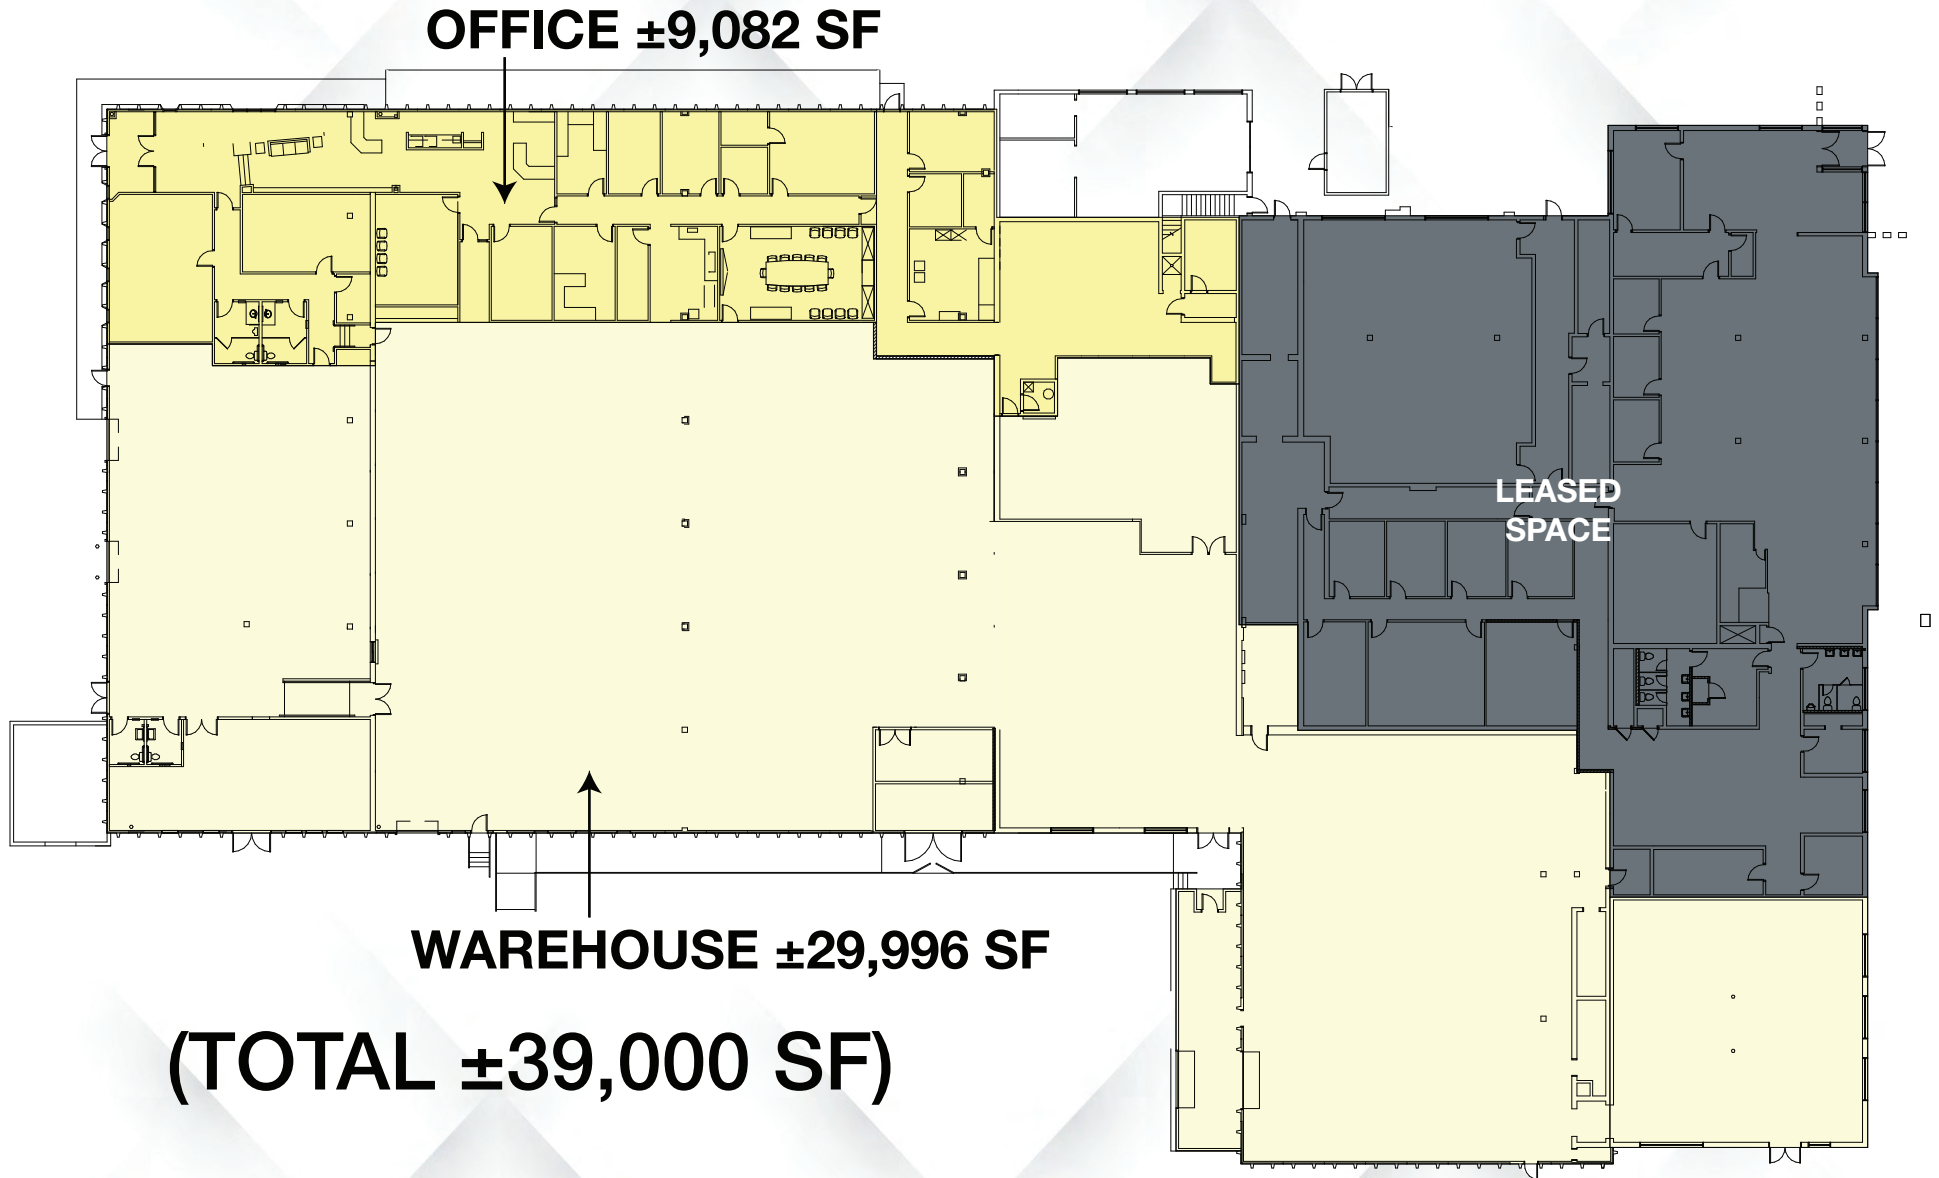 OFFICE ±9,082 SF
LEASED
SPACE
WAREHOUSE ±29,996 SF
(TOTAL ±39,000 SF)